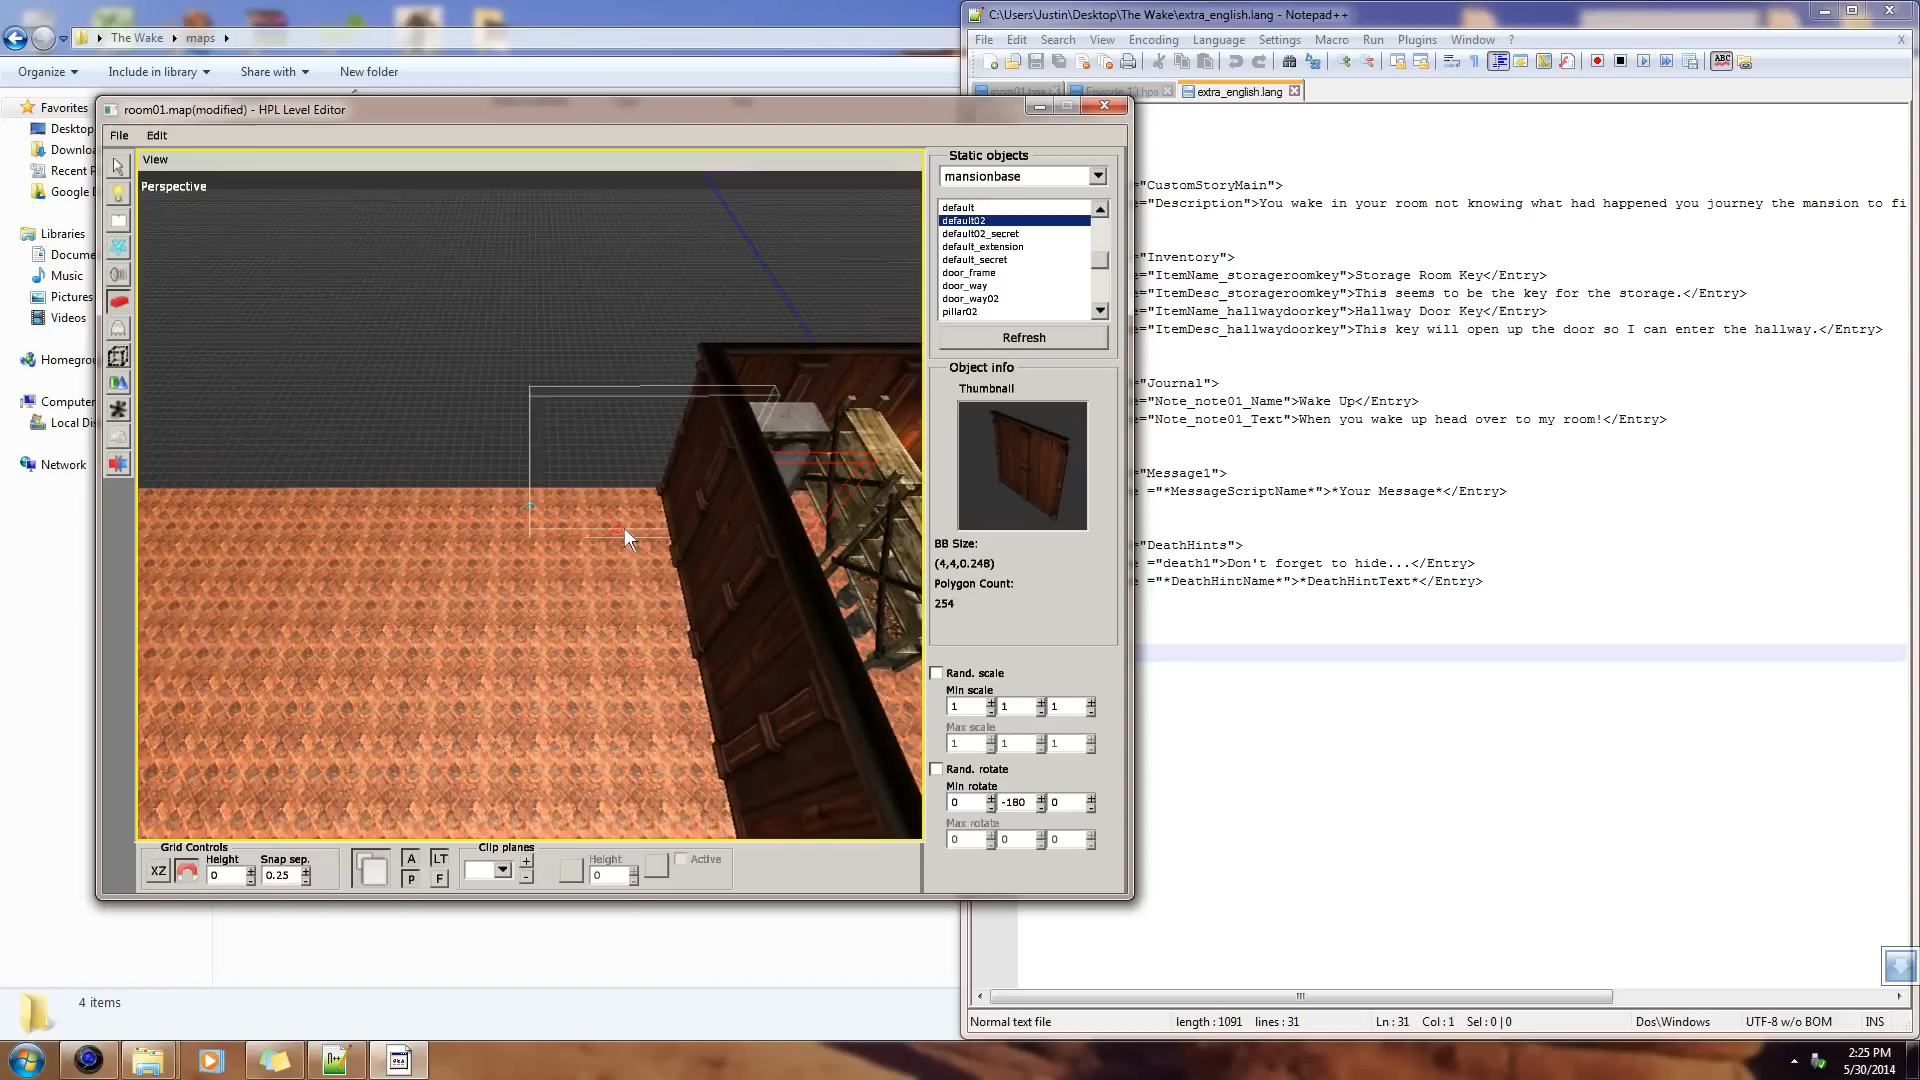 The Wake
maps
Organize
Include in library
Share with
New folder
Favorites
Desktop
Recent P
Google
Libraries
Music
Pictures
Videos
Network
4 items
room01.map(modified) - HPL Level Editor
File
Edit
View
Perspective
Static objects
mansionbase
default
default02
default02_secret
default_extension
default_secret
door_frame
door_way
door_way02
pillar02
Refresh
Object info
Thumbnail
BB Size:
(4,4,0.248)
Polygon Count:
254
Rand. scale
Min scale
1
1
1
Max scale
1
1
1
Rand. rotate
Min rotate
0
-180
0
Max rotate
0
0
0
Grid Controls
XZ
Height
0
Snap sep.
0.25
A
LT
P
F
Clip planes
+
-
Height
0
Active
C:\Users\Justin\Desktop\The Wake\extra_english.lang - Notepad++
File Edit Search View Encoding Language Settings Macro Run Plugins Window ?
X
ABC
extra_english.lang
="CustomStoryMain">
="Description">You wake in your room not knowing what had happened you journey the mansion to fi
="Inventory">
="ItemName_storageroomkey">Storage Room Key</Entry>
="ItemDesc_storageroomkey">This seems to be the key for the storage.</Entry>
="ItemName_hallwaydoorkey">Hallway Door Key</Entry>
="ItemDesc_hallwaydoorkey">This key will open up the door so I can enter the hallway.</Entry>
="Journal">
="Note_note01_Name">Wake Up</Entry>
="Note_note01_Text">When you wake up head over to my room!</Entry>
="Message1">
e ="*MessageScriptName*">*Your Message*</Entry>
="DeathHints">
e ="death1">Don't forget to hide...</Entry>
e ="*DeathHintName*">*DeathHintText*</Entry>
Normal text file
length : 1091 lines : 31
Ln : 31 Col : 1 Sel : 0 | 0
Dos\Windows
UTF-8 w/o BOM
INS
2:25 PM
5/30/2014